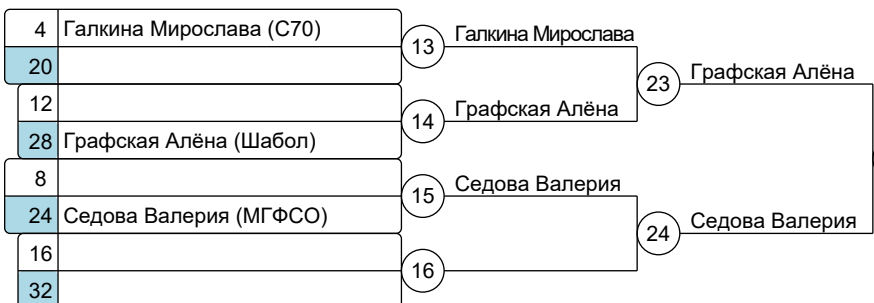 4 Галкина Мирослава (С70)
20
12
28 Графская Алёна (Шабол)
8
24 Седова Валерия (МГФСО)
16
32
13 Галкина Мирослава
14 Графская Алёна
15 Седова Валерия
16
23 Графская Алёна
24 Седова Валерия